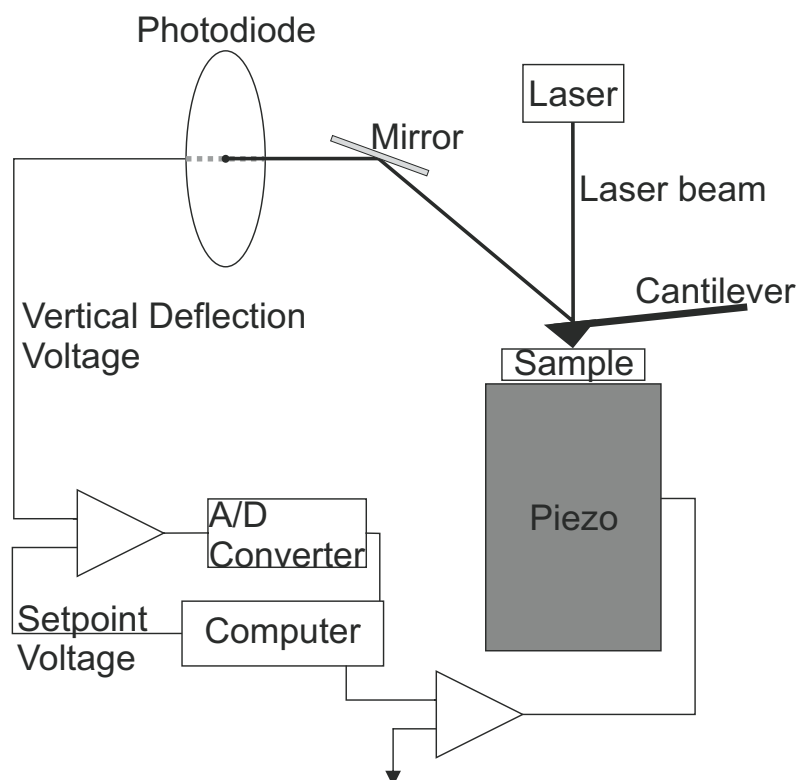 Photodiode
Laser
Mirror
Laser beam
Cantilever
Vertical Deflection
Voltage
Sample
Piezo
A/D
Converter
Setpoint
Voltage
Computer